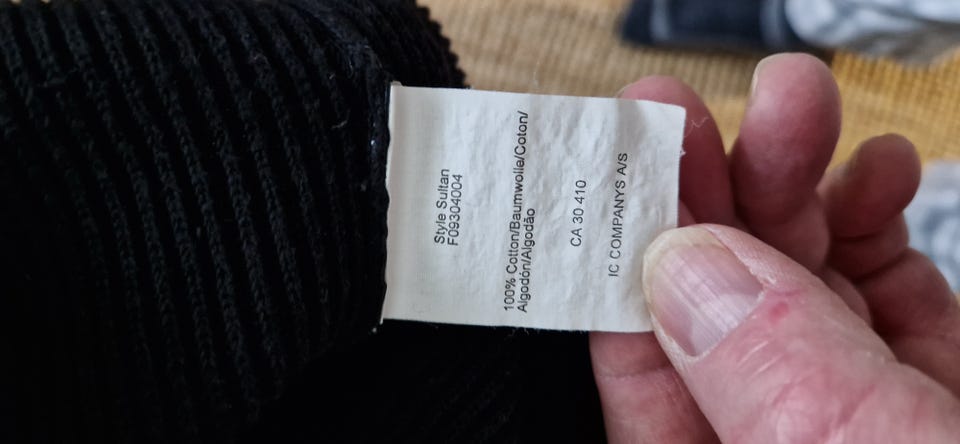 Style Sultan
F09304004
100% Cotton/Baumwolle/Coton/
Algodón/Algodão
CA 30 410
IC COMPANYS A/S